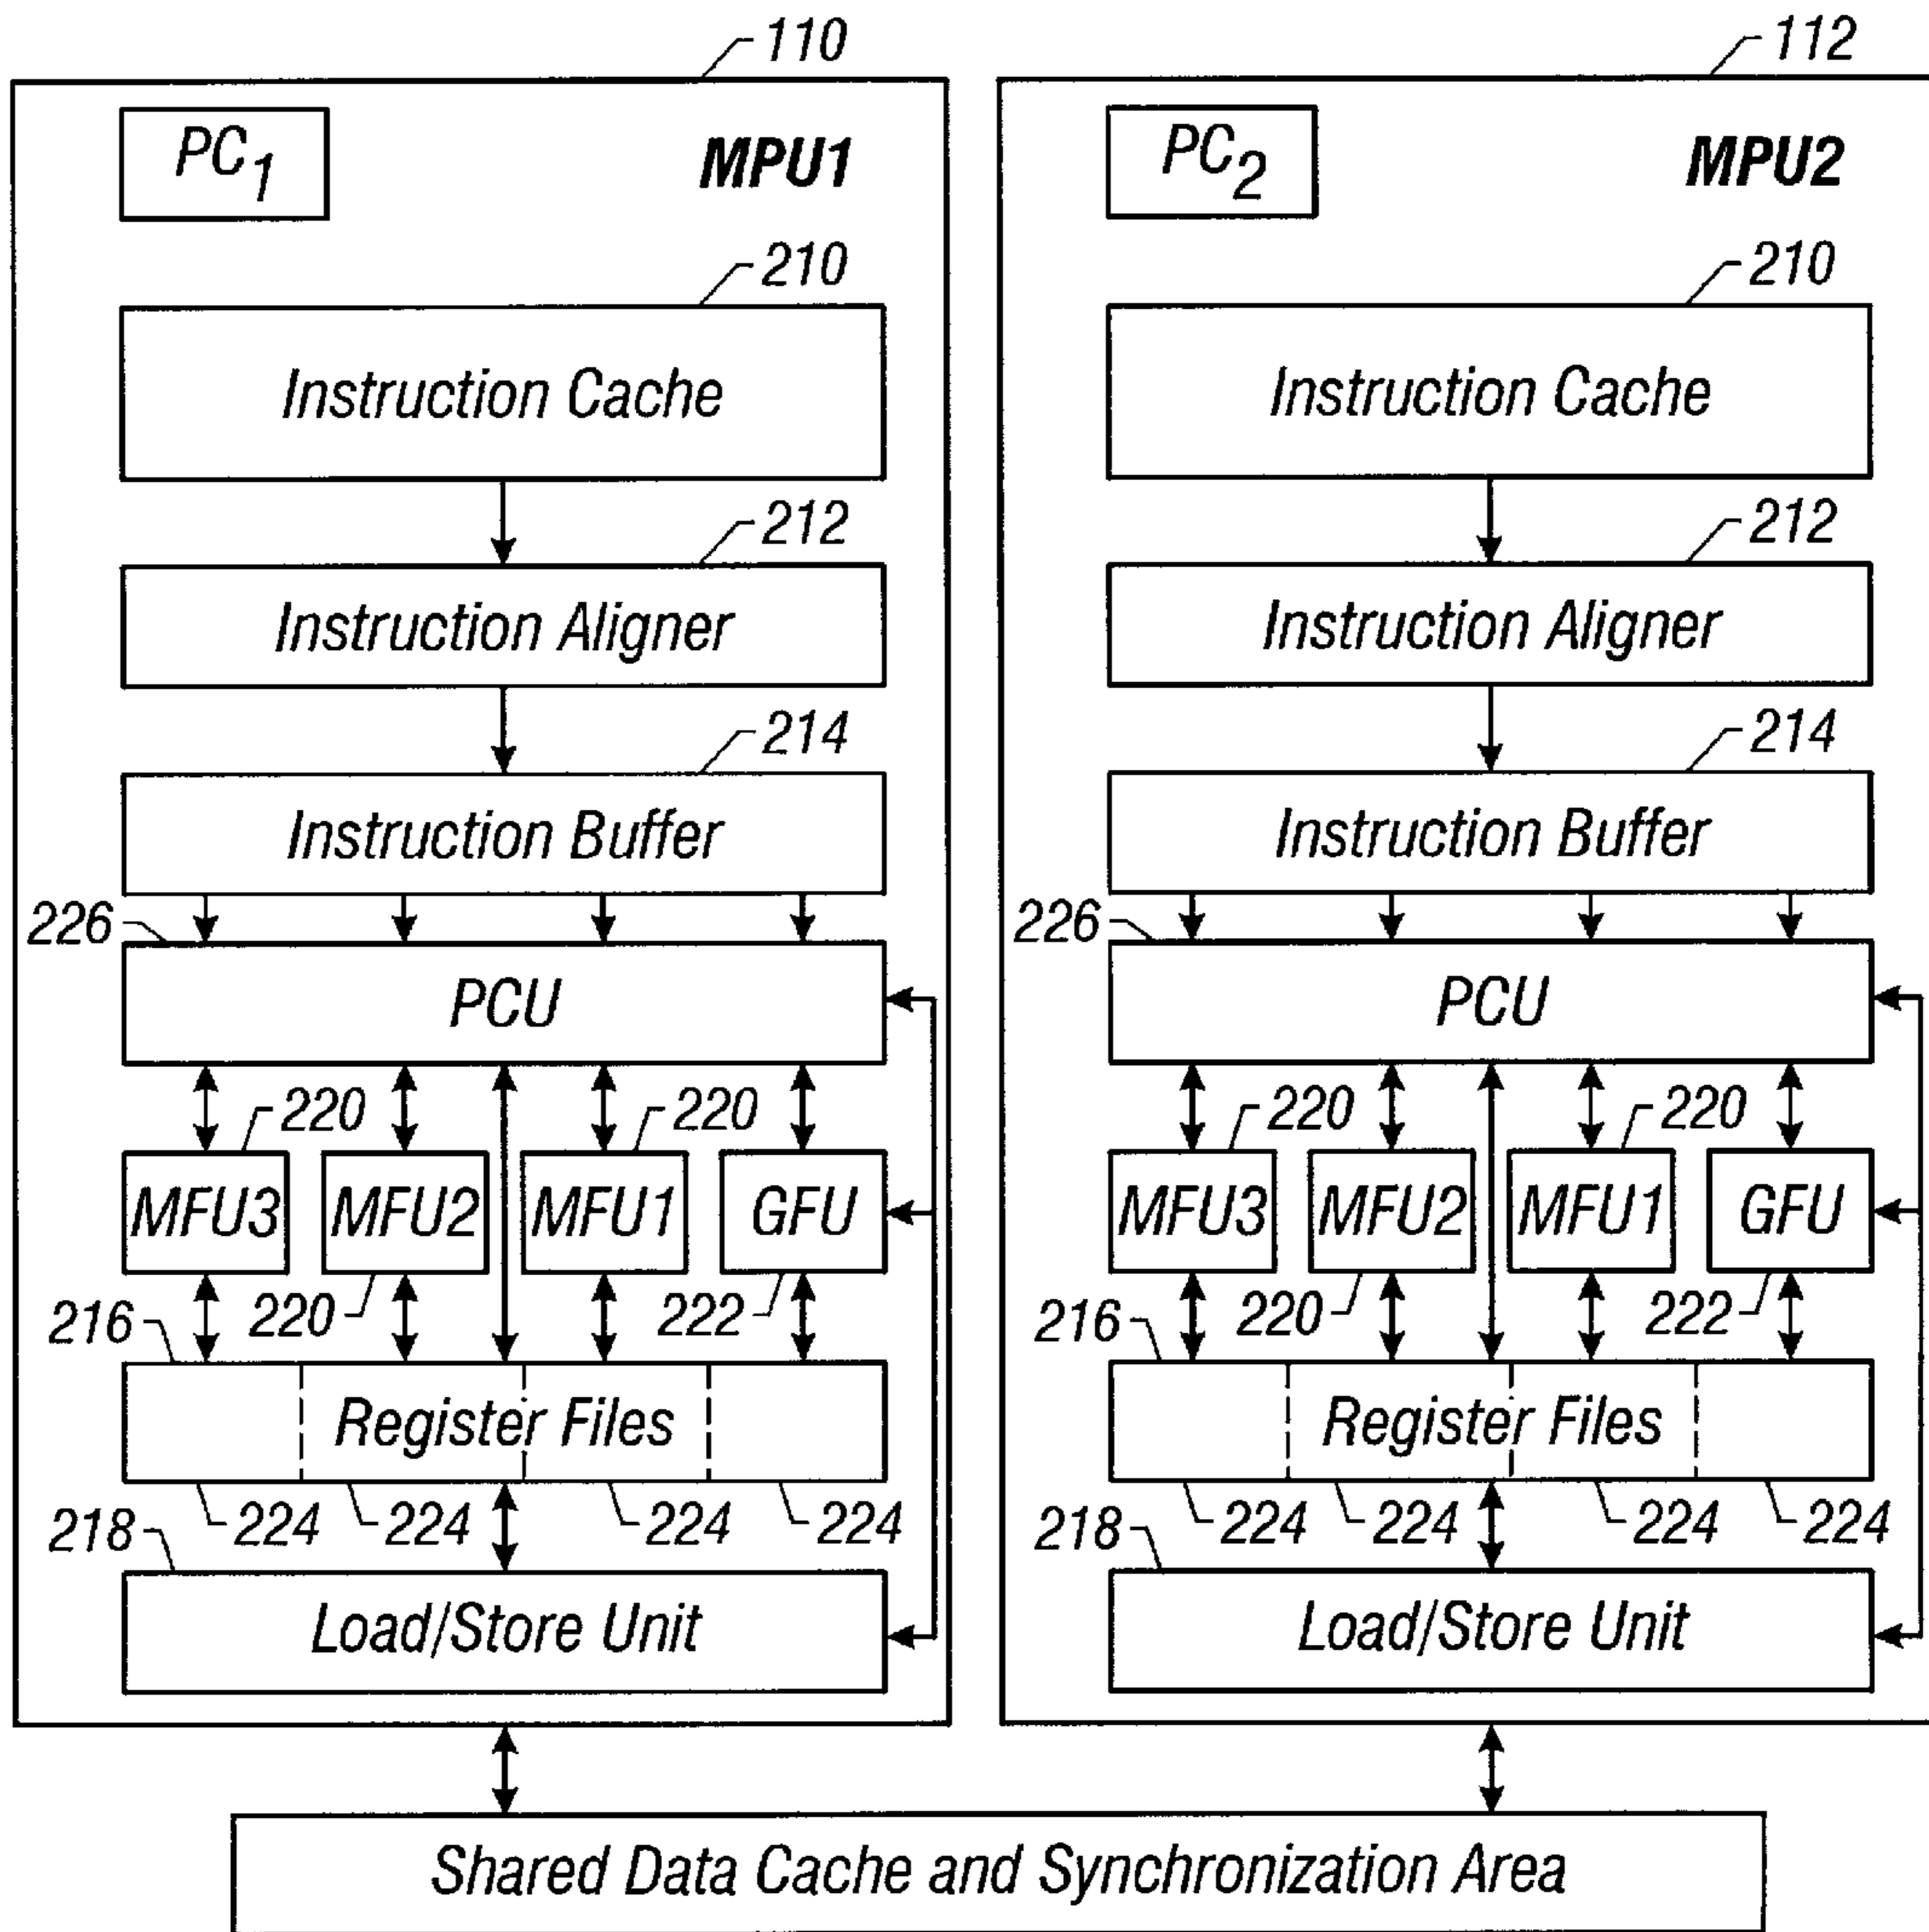 110
PC1
MPU1
210
Instruction Cache
212
Instruction Aligner
214
Instruction Buffer
226
PCU
220 220
MFU3 MFU2 MFU1 GFU
220 222
216
Register Files
224 224 224 224
218
Load/Store Unit
112
PC2
MPU2
210
Instruction Cache
212
Instruction Aligner
214
Instruction Buffer
226
PCU
220 220
MFU3 MFU2 MFU1 GFU
220 222
216
Register Files
224 224 224 224
218
Load/Store Unit
Shared Data Cache and Synchronization Area